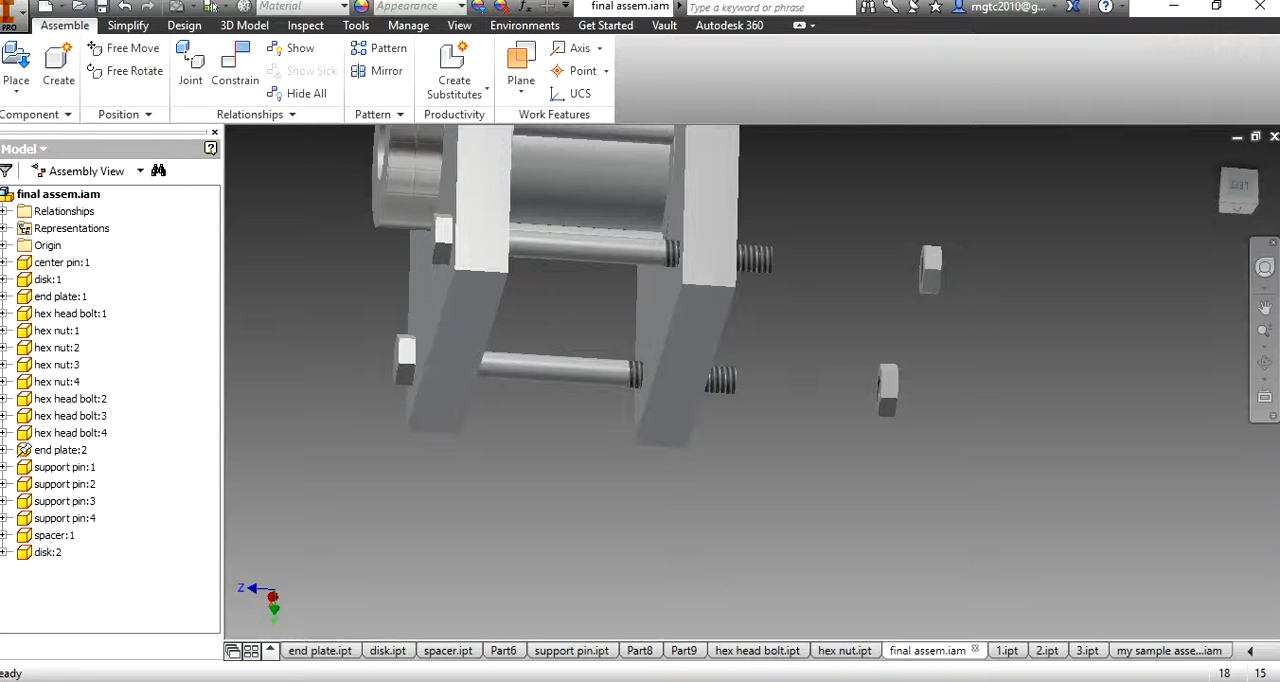 Material Appearance final assem.iam Type a keyword or phrase mgtc2010@g...
PRO Assemble Simplify Design 3D Model Inspect Tools Manage View Environments Get Started Vault Autodesk 360
Free Move Show Pattern Axis
Place Create Free Rotate Joint Constrain Show Sick Mirror Create Substitutes Plane Point
Hide All UCS
Component Position Relationships Pattern Productivity Work Features
Model
Assembly View
final assem.iam
Relationships
Representations
Origin
center pin:1
disk:1
end plate:1
hex head bolt:1
hex nut:1
hex nut:2
hex nut:3
hex nut:4
hex head bolt:2
hex head bolt:3
hex head bolt:4
end plate:2
support pin:1
support pin:2
support pin:3
support pin:4
spacer:1
disk:2
LEFT
Z
end plate.ipt disk.ipt spacer.ipt Part6 support pin.ipt Part8 Part9 hex head bolt.ipt hex nut.ipt final assem.iam 1.ipt 2.ipt 3.ipt my sample asse...iam
eady 18 15